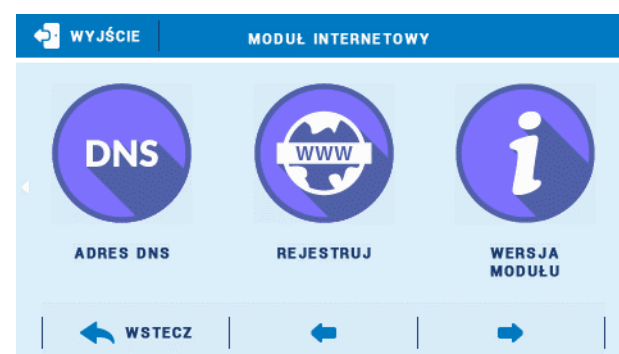 WYJŚCIE
MODUŁ INTERNETOWY
DNS
WWW
i
ADRES DNS
REJESTRUJ
WERSJA
MODUŁU
WSTECZ